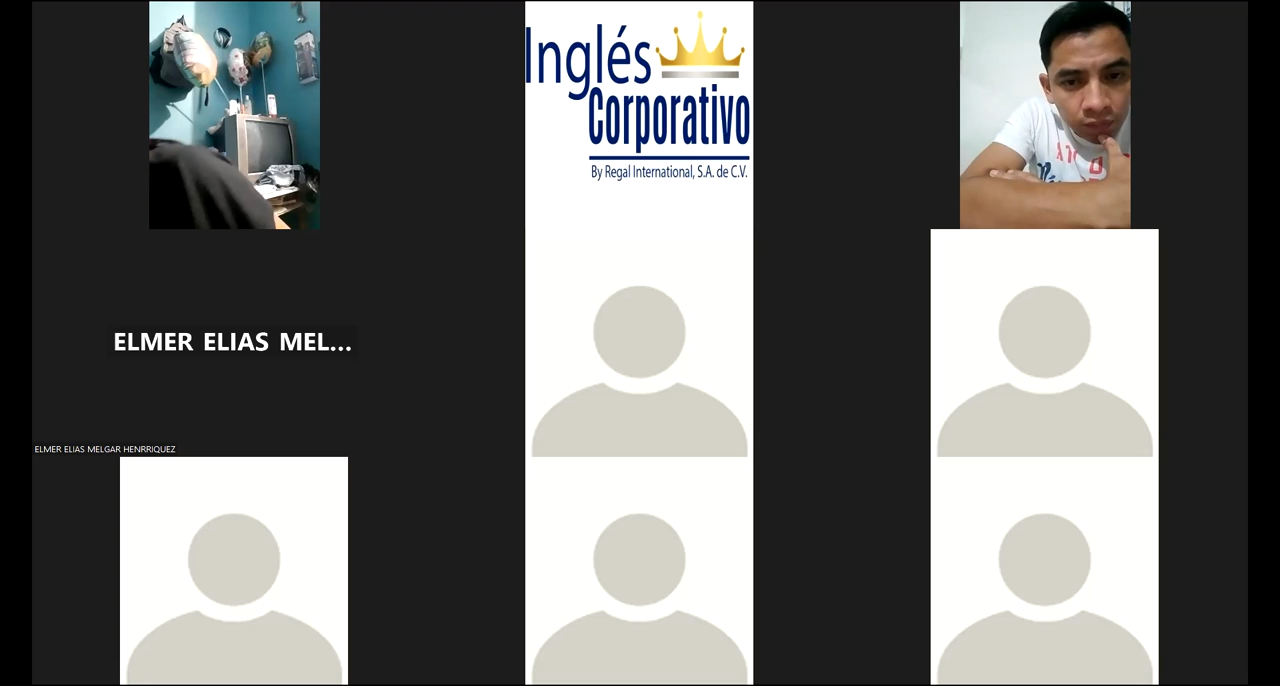 Inglés
Corporativo
By Regal International, S.A. de C.V.
ELMER ELIAS MEL...
ELMER ELIAS MELGAR HENRRIQUEZ